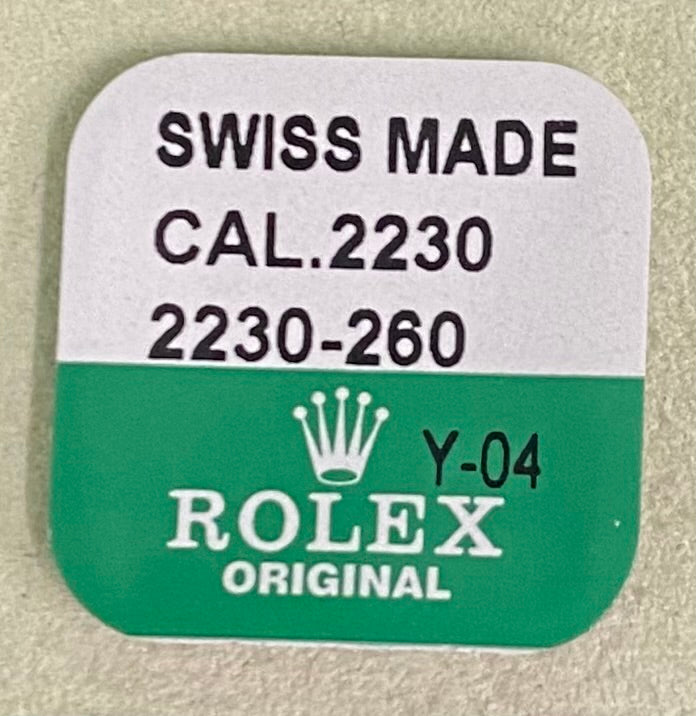 SWISS MADE
CAL.2230
2230-260
Y-04
ROLEX
ORIGINAL